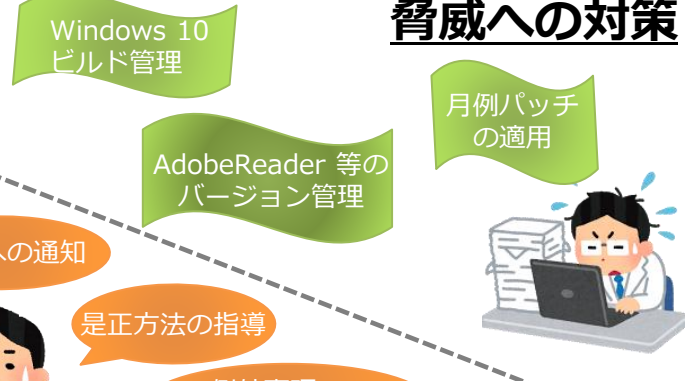 脅威への対策
Windows 10
ビルド管理
月例パッチ
の適用
AdobeReader 等の
バージョン管理
への通知
是正方法の指導